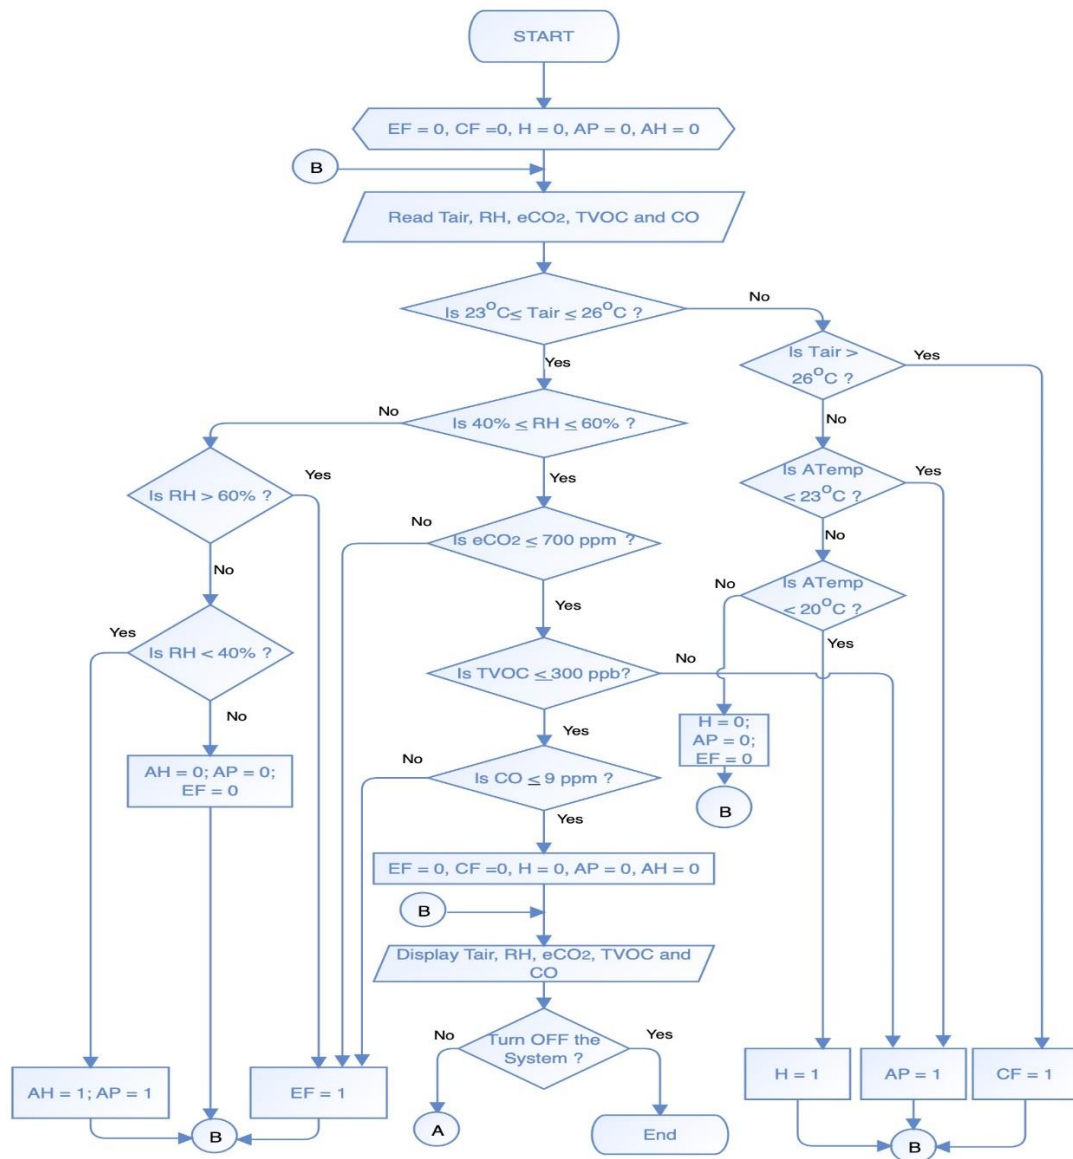 START
EF = 0, CF =0, H = 0, AP = 0, AH = 0
B
Read Tair, RH, eCO2, TVOC and CO
Is 23°C≤ Tair ≤ 26°C ?
No
Yes
Is Tair >
26°C ?
Yes
No
Is 40% ≤ RH ≤ 60% ?
No
Yes
Is RH > 60% ?
Yes
No
Is ATemp
< 23°C ?
Yes
No
Is eCO2 ≤ 700 ppm ?
No
Yes
Is ATemp
< 20°C ?
No
Yes
Is RH < 40% ?
Yes
No
Is TVOC ≤ 300 ppb?
No
Yes
H = 0;
AP = 0;
EF = 0
B
AH = 0; AP = 0;
EF = 0
Is CO ≤ 9 ppm ?
No
Yes
EF = 0, CF =0, H = 0, AP = 0, AH = 0
B
Display Tair, RH, eCO2, TVOC and
CO
Turn OFF the
System ?
No
Yes
AH = 1; AP = 1
EF = 1
H = 1
AP = 1
CF = 1
B
A
End
B